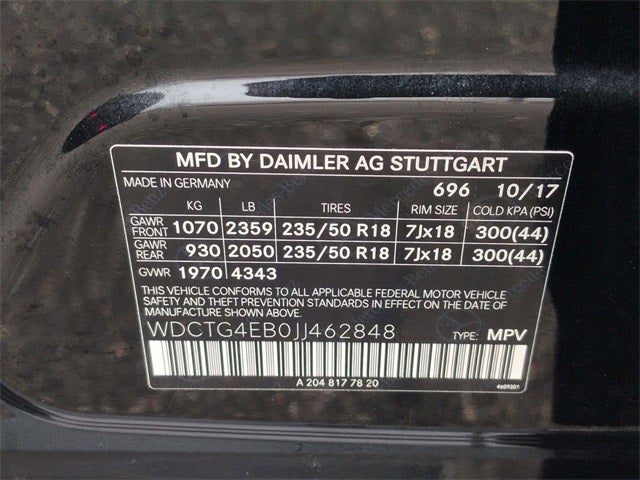 MFD BY DAIMLER AG STUTTGART
MADE IN GERMANY 696 10/17
KG LB TIRES RIM SIZE COLD KPA (PSI)
GAWR FRONT 1070 2359 235/50 R18 7Jx18 300(44)
GAWR REAR 930 2050 235/50 R18 7Jx18 300(44)
GVWR 1970 4343
THIS VEHICLE CONFORMS TO ALL APPLICABLE FEDERAL MOTOR VEHICLE
SAFETY AND THEFT PREVENTION STANDARDS IN EFFECT ON THE DATE OF
MANUFACTURE SHOWN ABOVE.
WDCTG4EB0JJ462848 TYPE: MPV
A 204 817 78 20